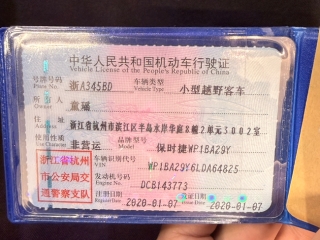 中华人民共和国机动车行驶证
Vehicle License of the People's Republic of China
号牌号码 浙A345BD 车辆类型 小型越野客车
Plate No. Vehicle Type
所有人
Owner
住址 浙江省杭州市滨江区半岛水岸华庭8幢2单元3002室
Address
使用性质 非营运 品牌型号 保时捷WP1BA29Y
Use Character Model
浙江省杭州 车辆识别代号 WP1BA29Y6LDA64825
VIN
市公安局交 发动机号码 DCB143773
Engine No.
通警察支队 注册日期 2020-01-07 发证日期 2020-01-07